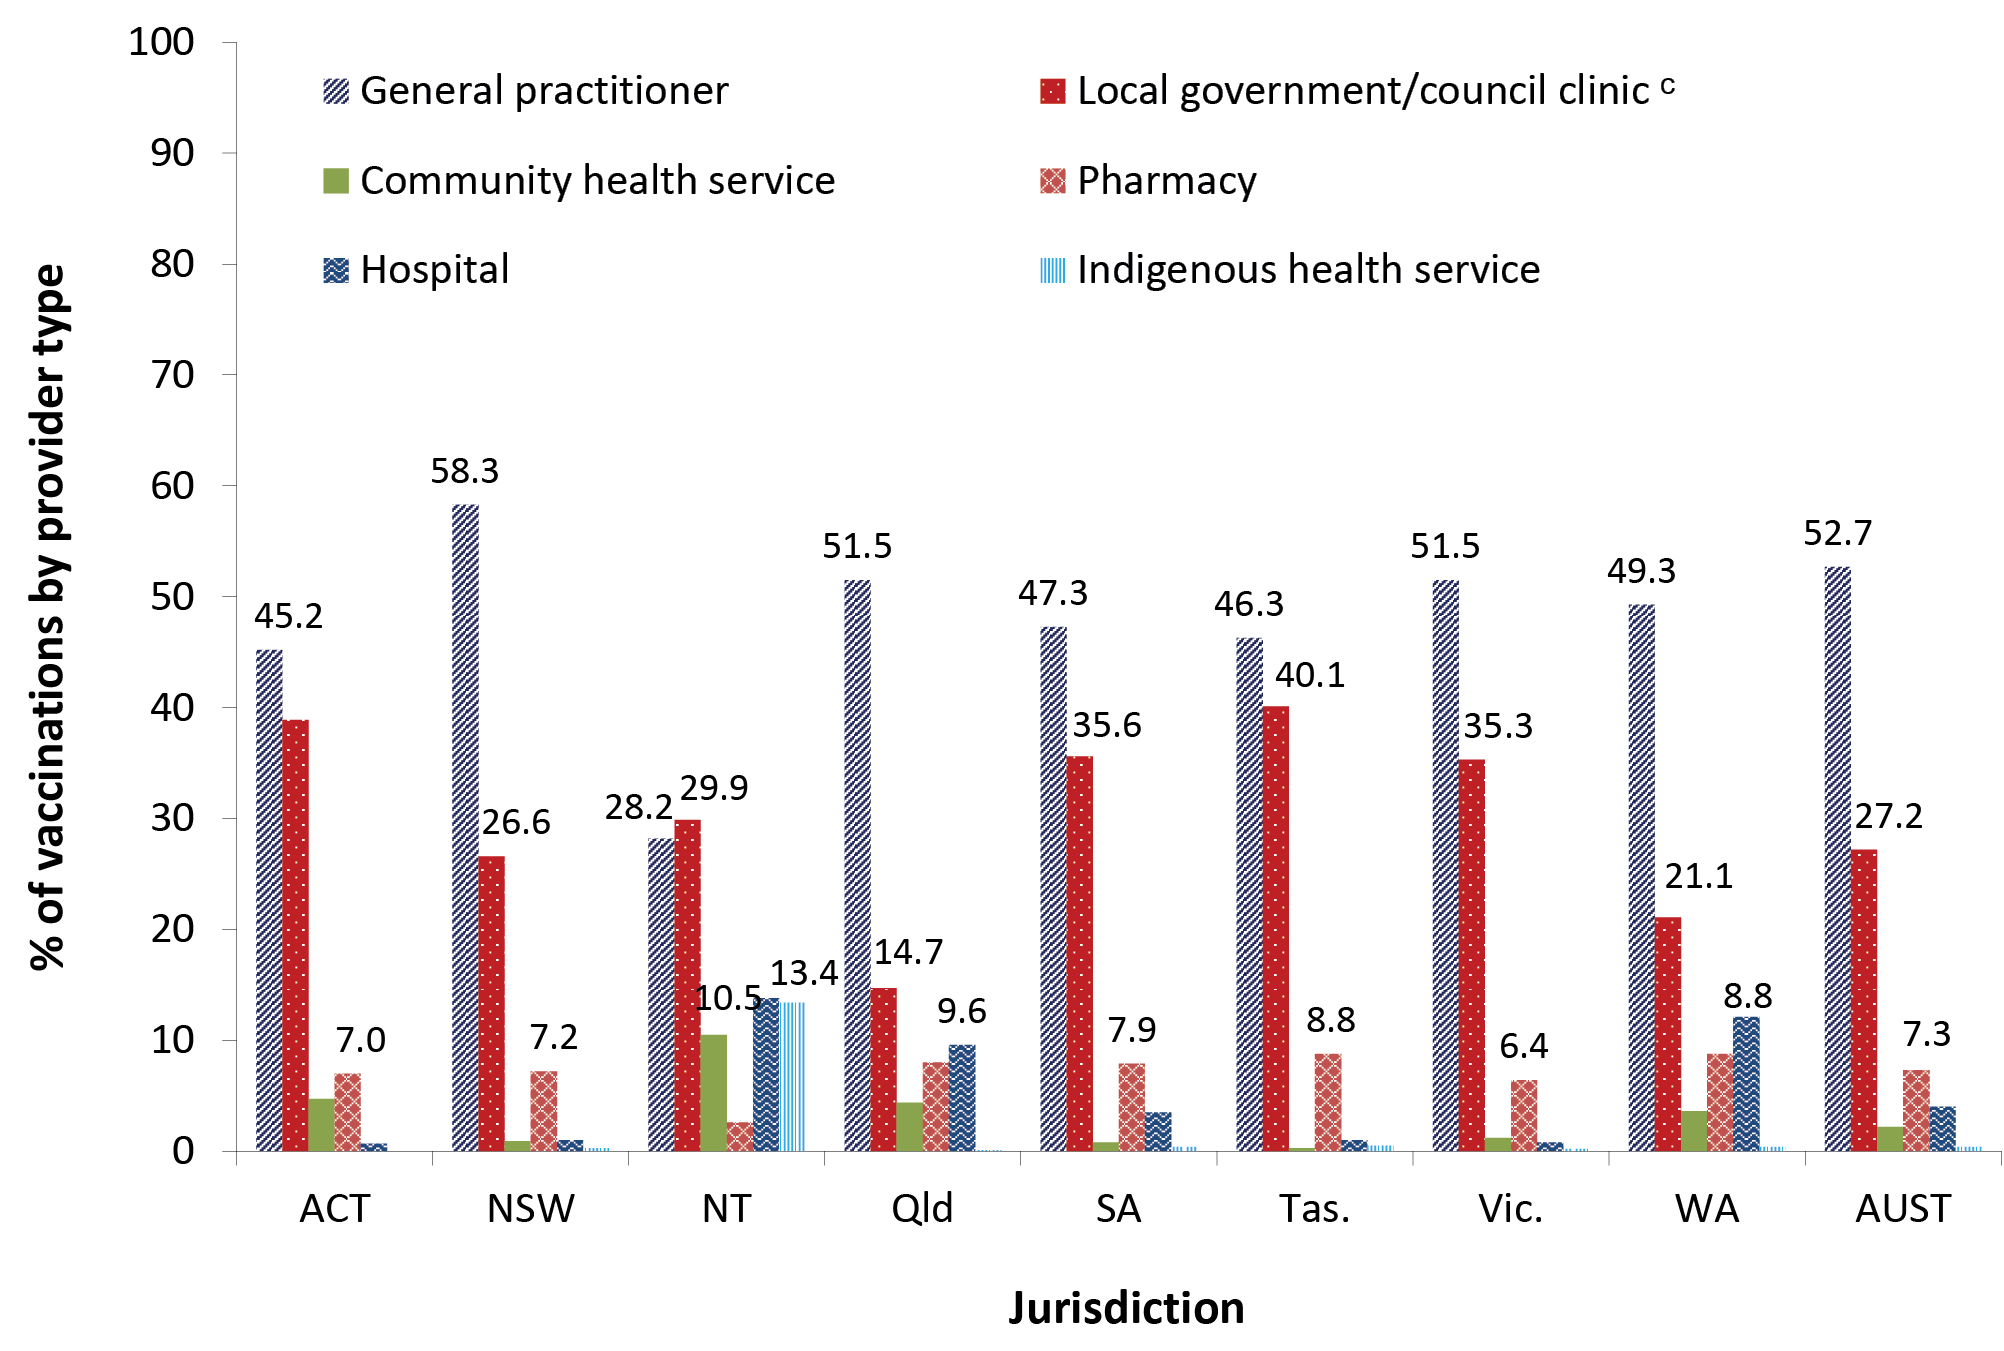 % of vaccinations by provider type
100
90
80
70
60
50
40
30
20
10
0
General practitioner
Local government/council clinic c
Community health service
Pharmacy
Hospital
Indigenous health service
45.2
7.0
58.3
26.6
7.2
28.2
29.9
10.5
13.4
51.5
14.7
9.6
47.3
35.6
7.9
46.3
40.1
8.8
51.5
35.3
6.4
49.3
21.1
8.8
52.7
27.2
7.3
ACT
NSW
NT
Qld
SA
Tas.
Vic.
WA
AUST
Jurisdiction